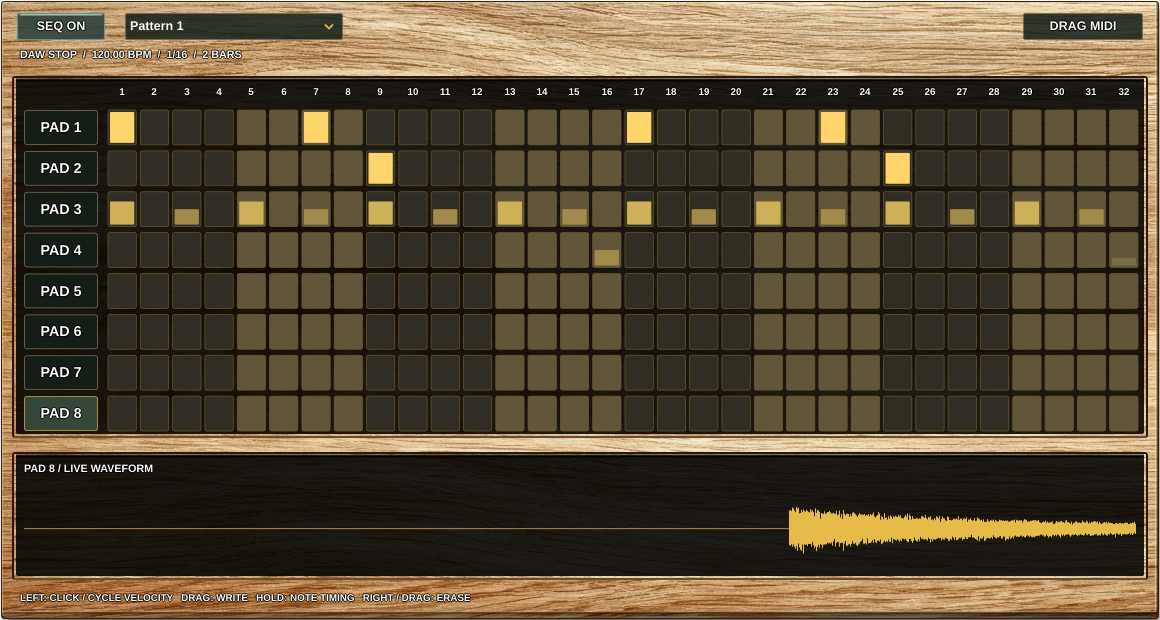 SEQ ON Pattern 1 DRAG MIDI
DAW STOP / 120.00 BPM / 1/16 / 2 BARS
1 2 3 4 5 6 7 8 9 10 11 12 13 14 15 16 17 18 19 20 21 22 23 24 25 26 27 28 29 30 31 32
PAD 1
PAD 2
PAD 3
PAD 4
PAD 5
PAD 6
PAD 7
PAD 8
PAD 8 / LIVE WAVEFORM
LEFT: CLICK / CYCLE VELOCITY DRAG: WRITE HOLD: NOTE TIMING RIGHT / DRAG: ERASE